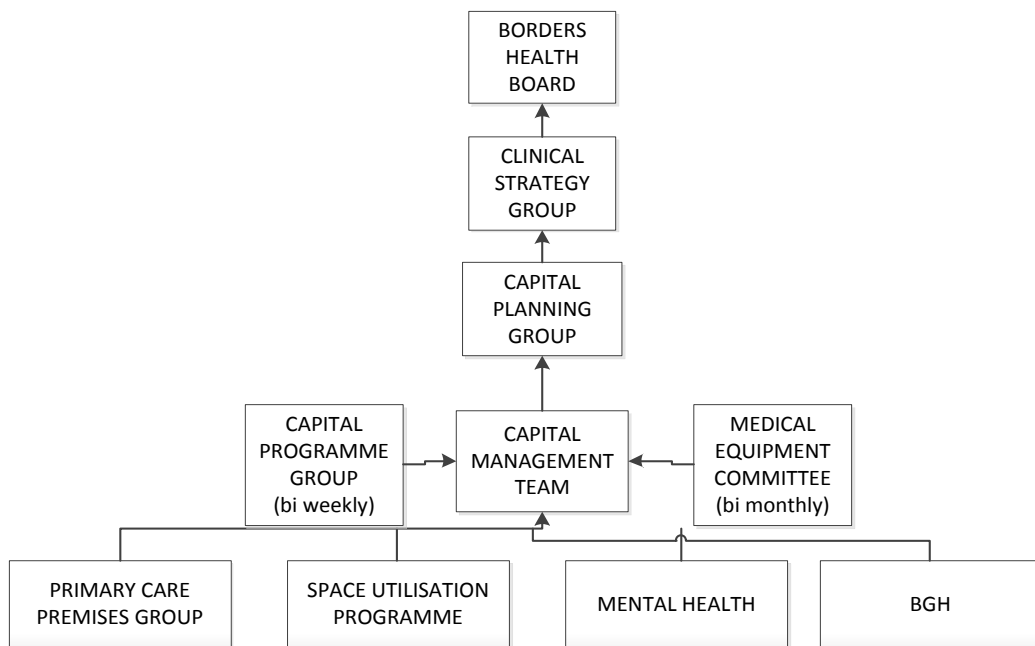 BORDERS
HEALTH
BOARD
CLINICAL
STRATEGY
GROUP
CAPITAL
PLANNING
GROUP
CAPITAL
PROGRAMME
GROUP
(bi weekly)
CAPITAL
MANAGEMENT
TEAM
MEDICAL
EQUIPMENT
COMMITTEE
(bi monthly)
PRIMARY CARE
PREMISES GROUP
SPACE UTILISATION
PROGRAMME
MENTAL HEALTH
BGH